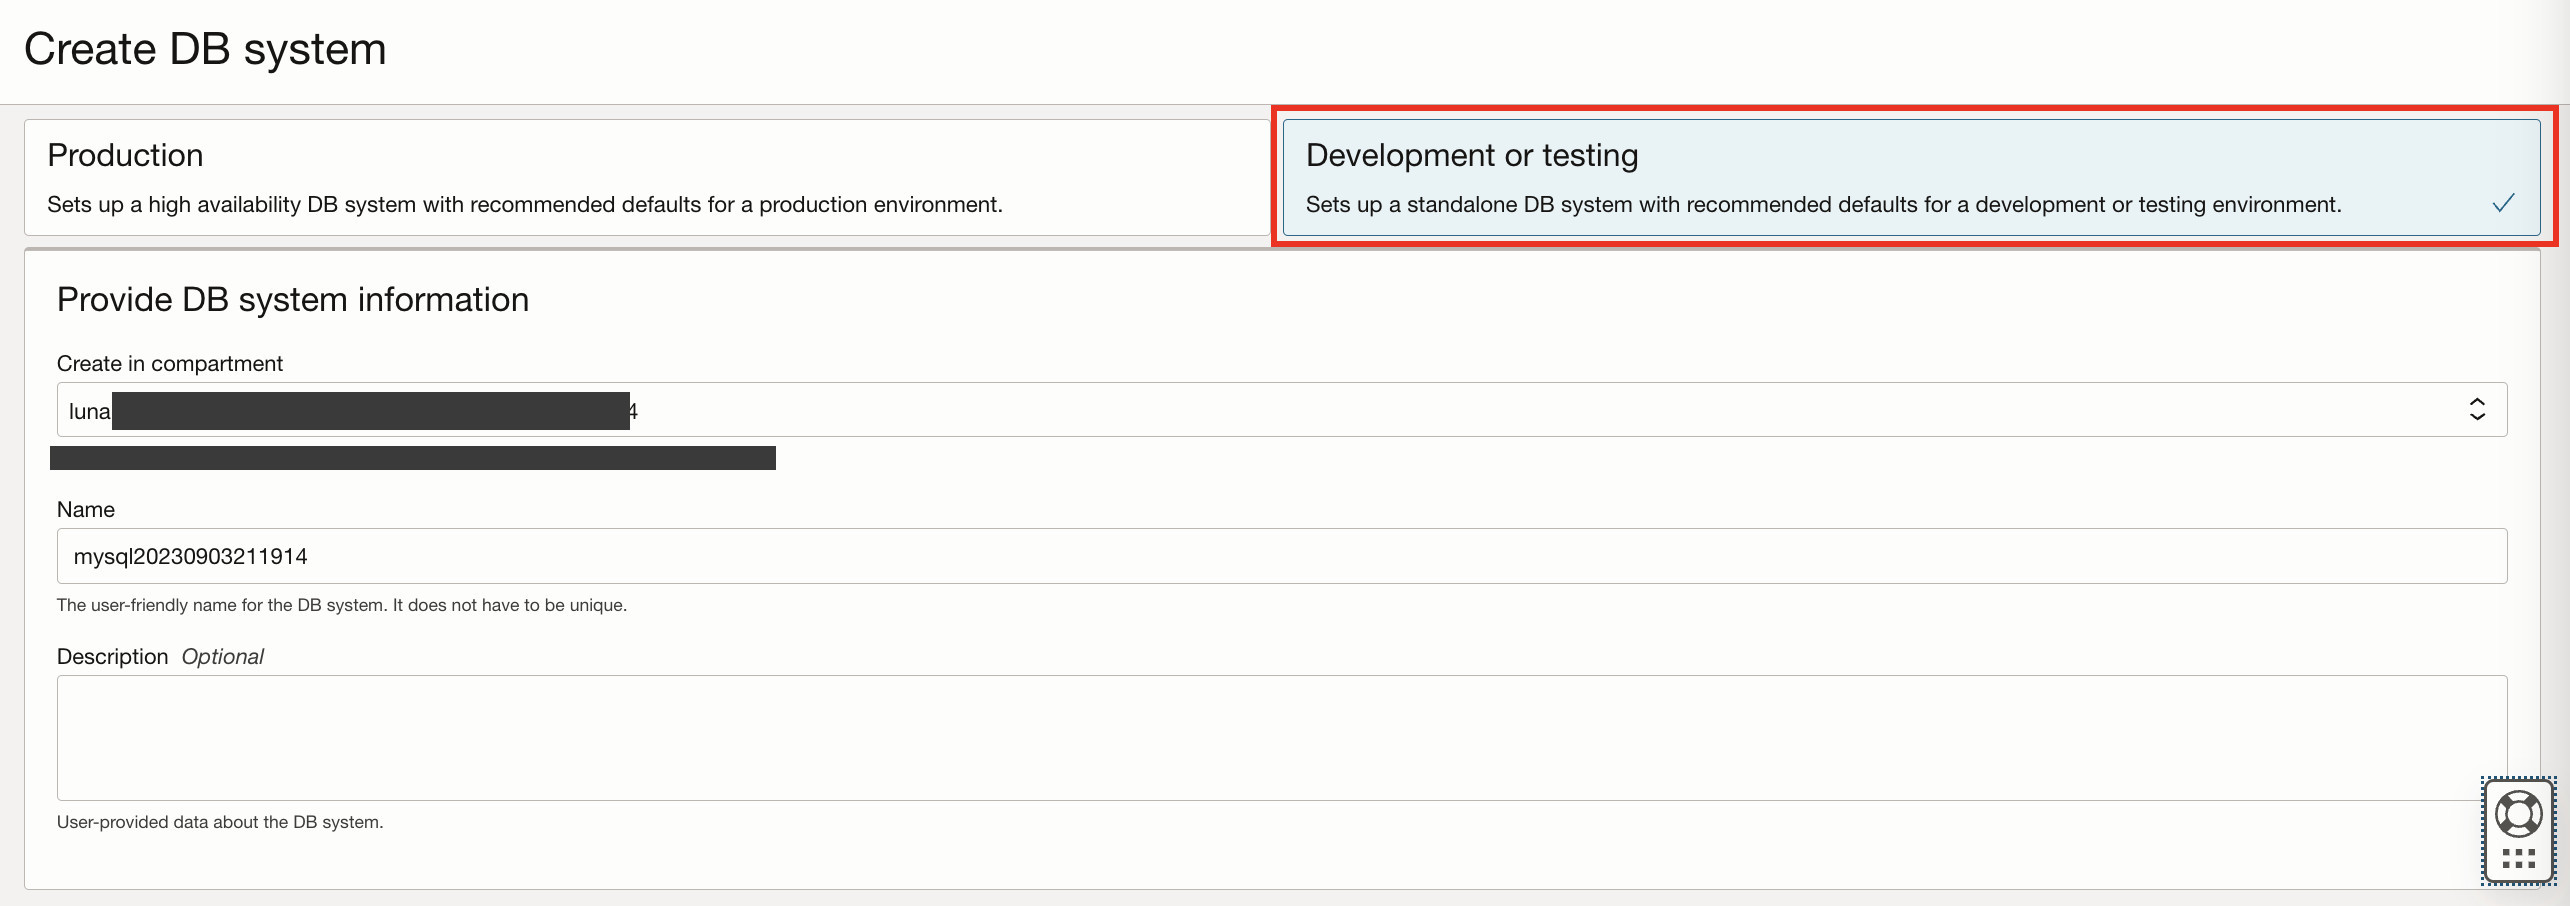 Create DB system
Production
Sets up a high availability DB system with recommended defaults for a production environment.
Development or testing
Sets up a standalone DB system with recommended defaults for a development or testing environment.
Provide DB system information
Create in compartment
luna 4
Name
mysql20230903211914
The user-friendly name for the DB system. It does not have to be unique.
Description Optional
User-provided data about the DB system.